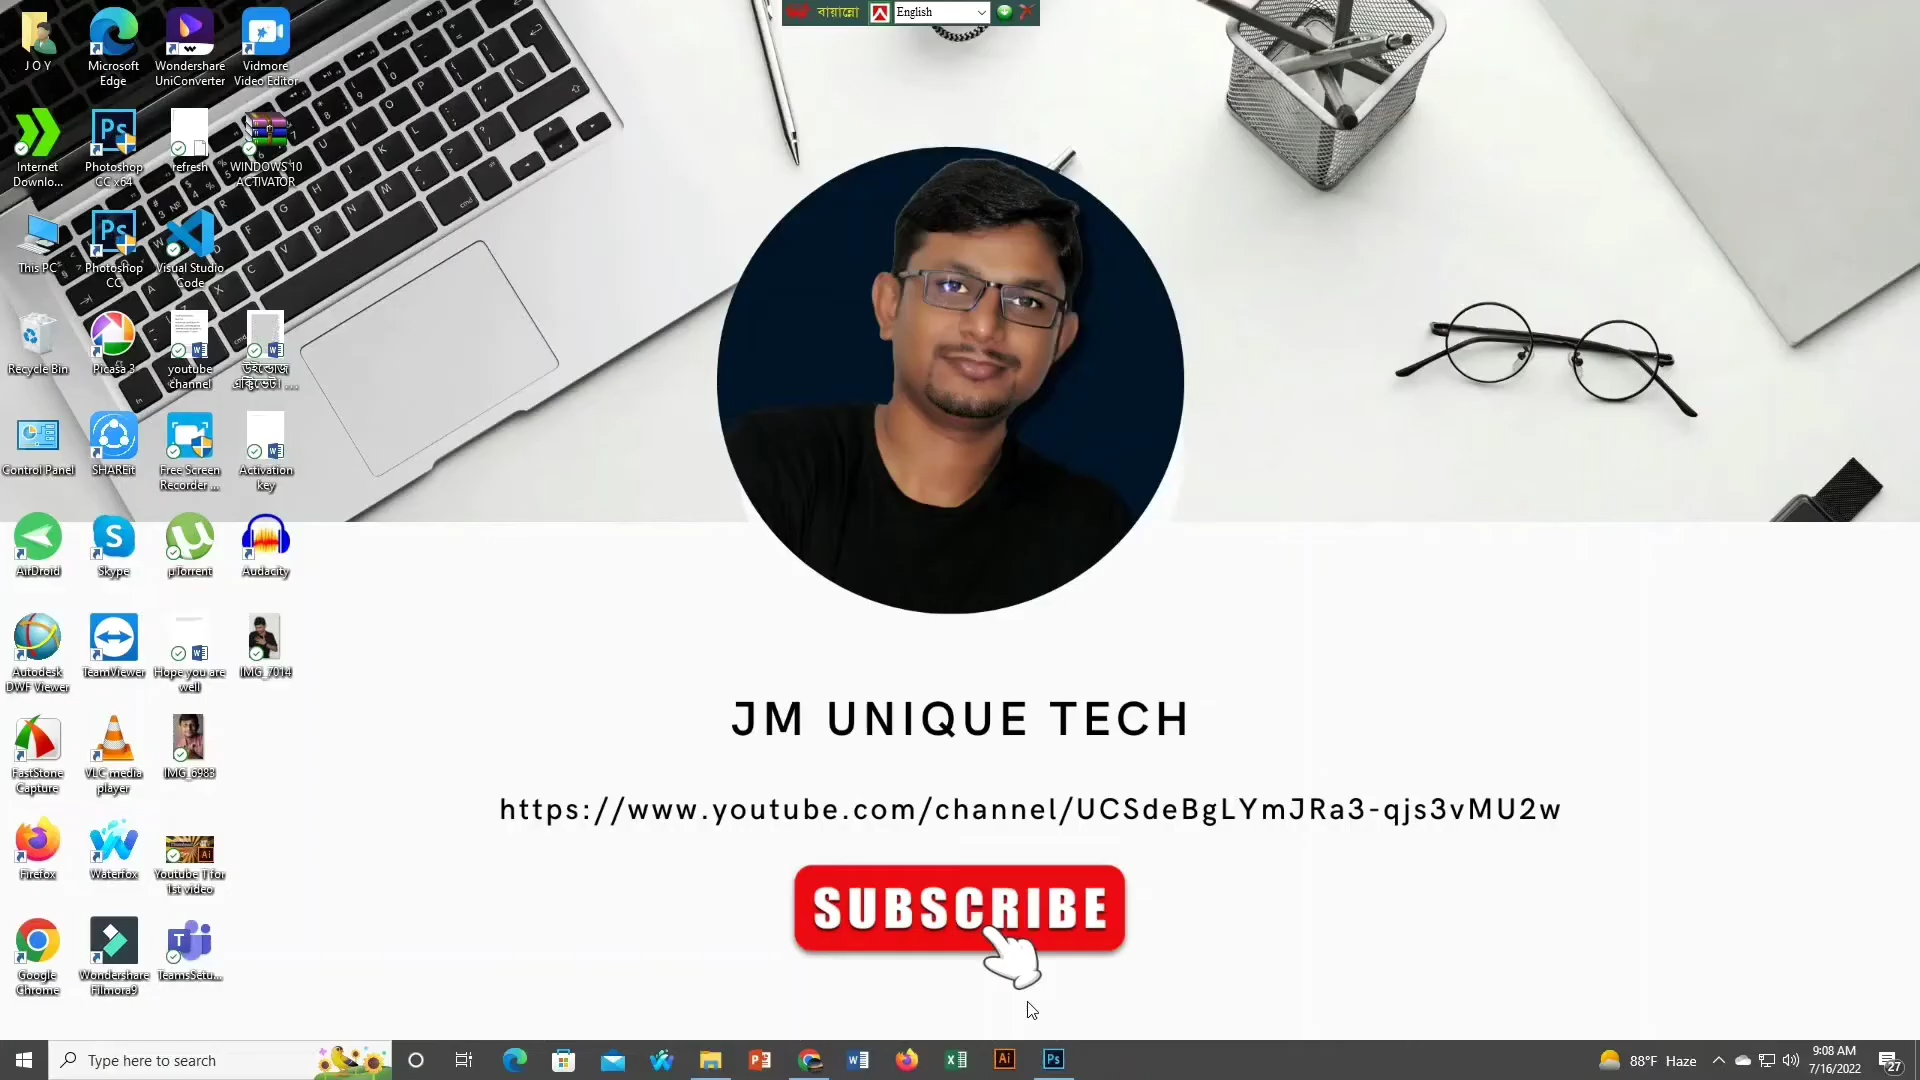 বায়ান্নো
English
J O Y
Microsoft
Edge
Wondershare
UniConverter
Vidmore
Video Editor
Internet
Downlo...
Photoshop
CC x64
refresh
WINDOWS 10
ACTIVATOR
This PC
Photoshop
CC
Visual Studio
Code
Recycle Bin
Picasa 3
youtube
channel
উইন্ডোজ
এক্টিভেট। ...
Control Panel
SHAREit
Free Screen
Recorder ...
Activation
key
AirDroid
Skype
µTorrent
Audacity
Autodesk
DWF Viewer
TeamViewer
Hope you are
well
IMG_7014
FastStone
Capture
VLC media
player
IMG_6983
Firefox
Waterfox
Youtube T for
1st video
Google
Chrome
Wondershare
Filmora9
TeamsSetu...
JM UNIQUE TECH
https://www.youtube.com/channel/UCSdeBgLYmJRa3-qjs3vMU2w
SUBSCRIBE
Type here to search
88°F Haze
9:08 AM
7/16/2022
27